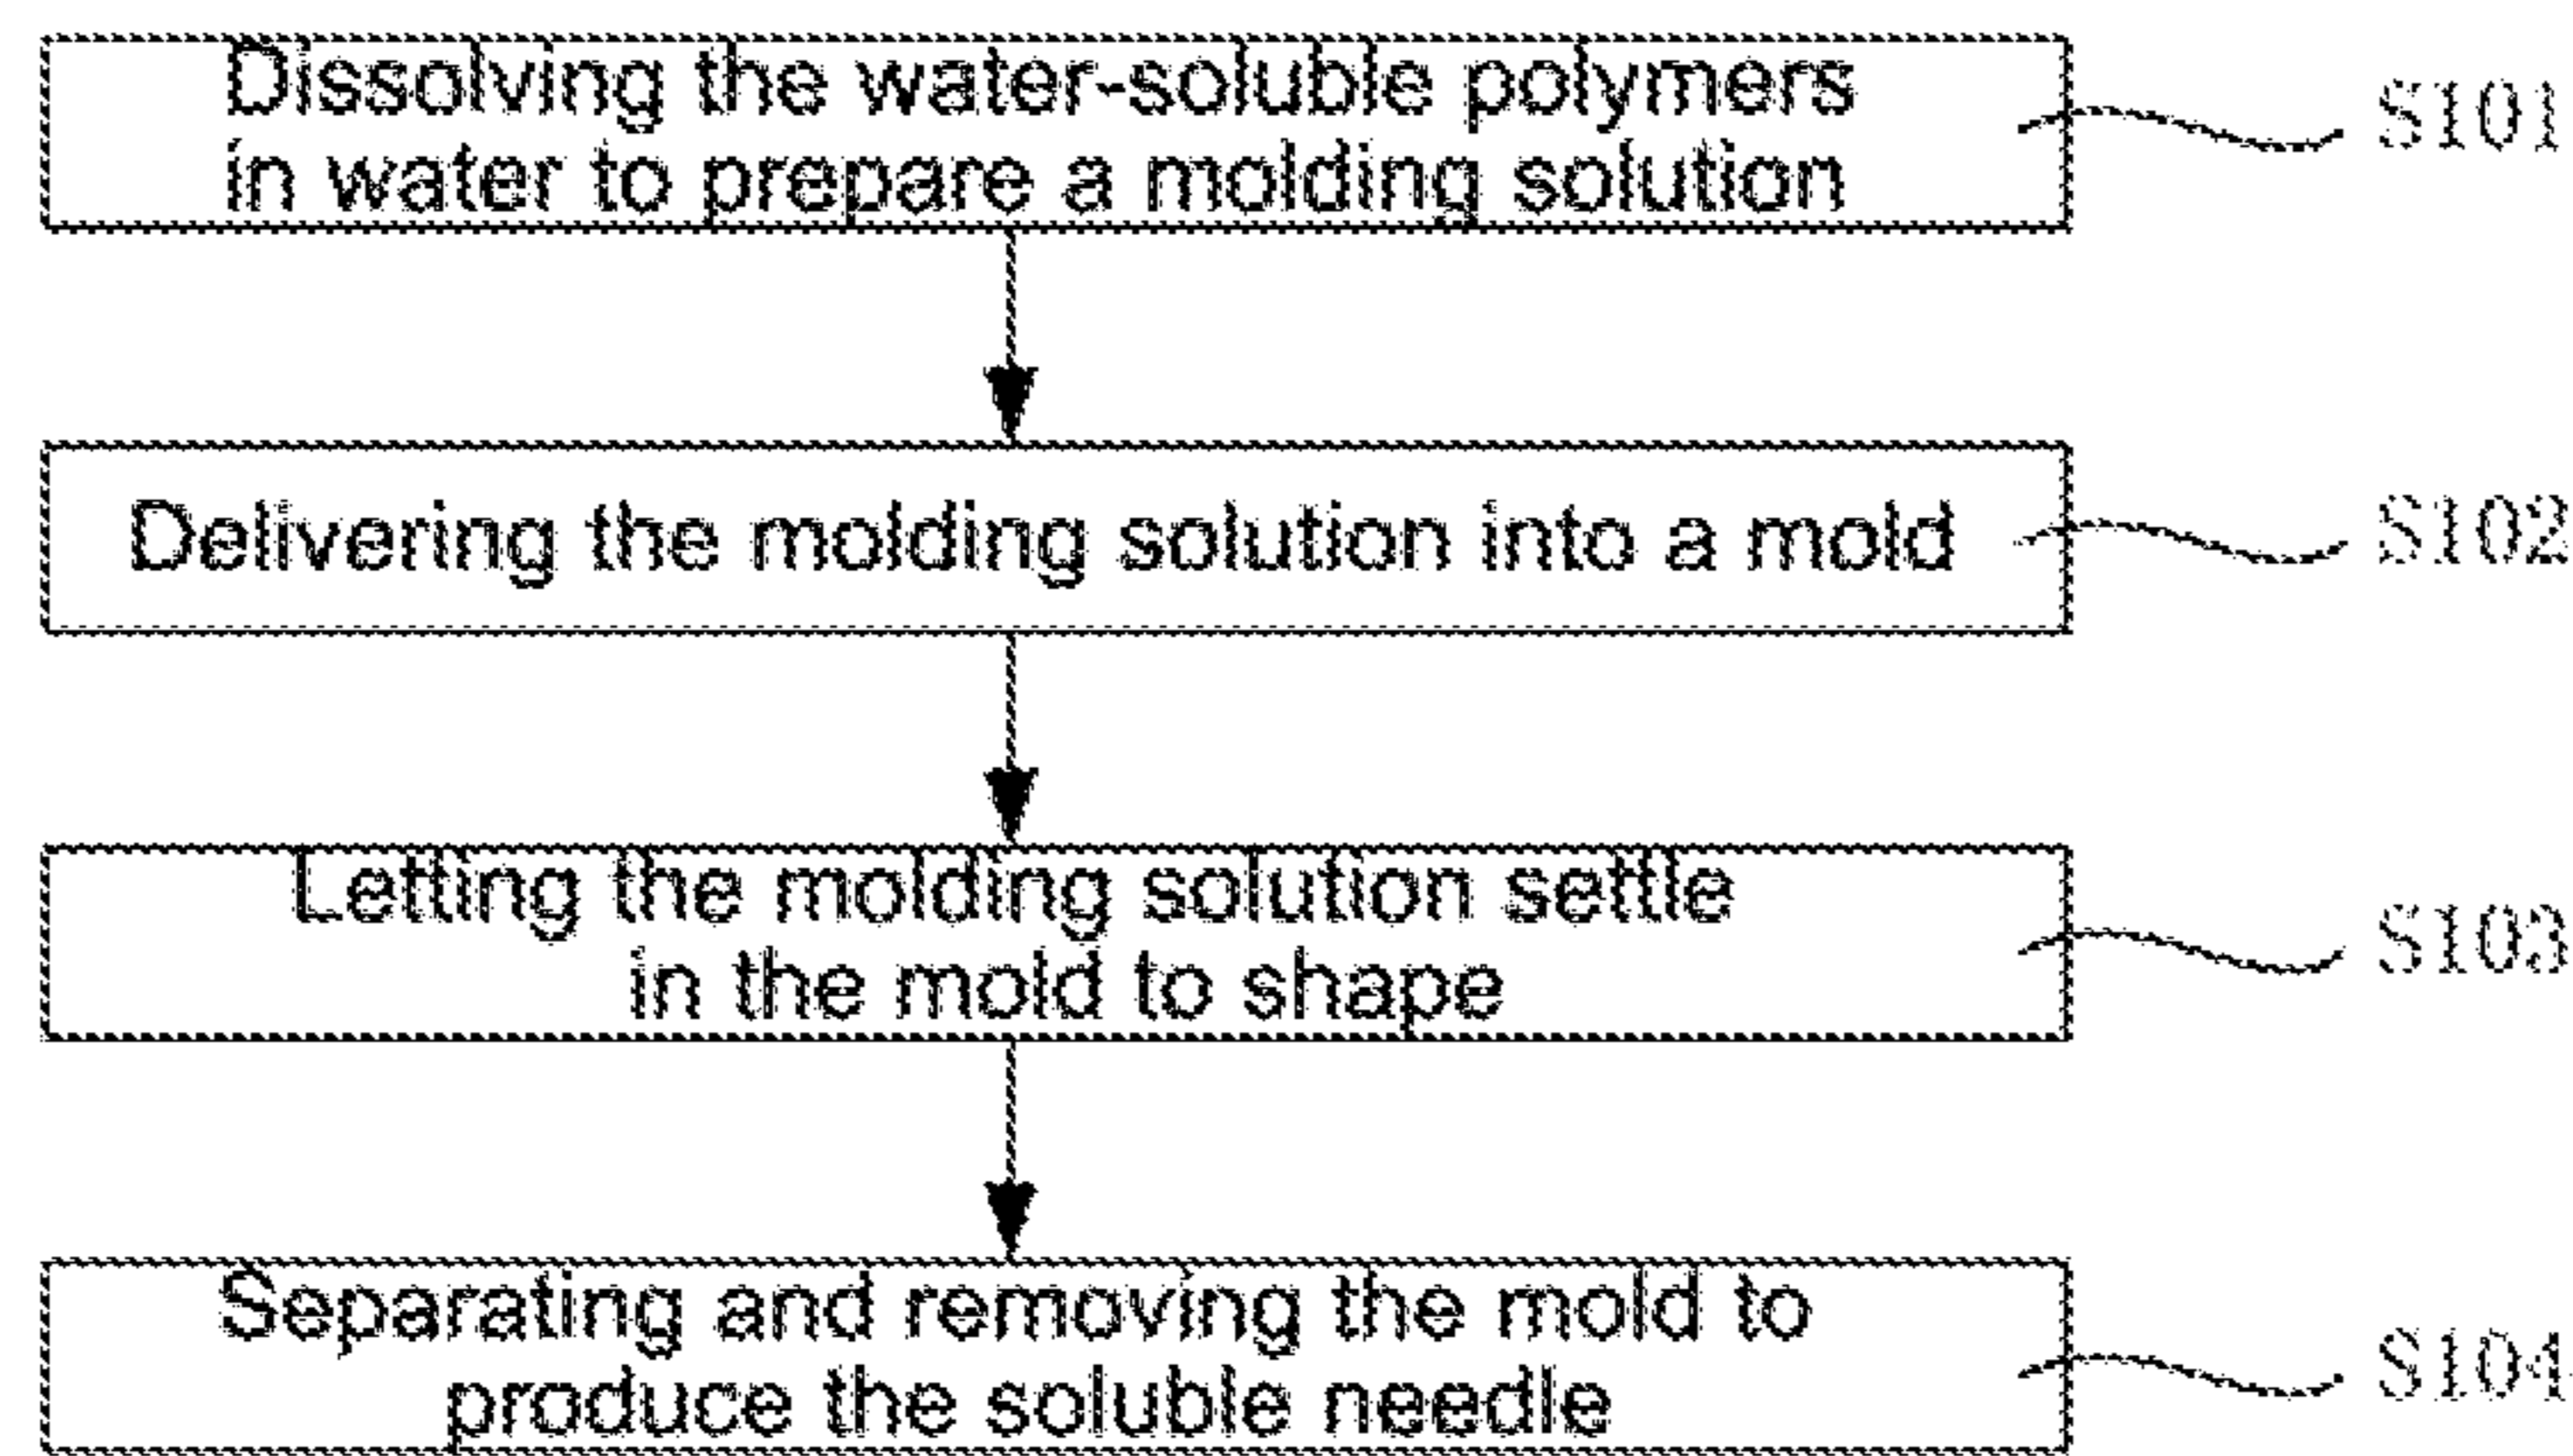 Dissolving the water-soluble polymers
in water to prepare a molding solution
S101
Delivering the molding solution into a mold
S102
Letting the molding solution settle
in the mold to shape
S103
Separating and removing the mold to
produce the soluble needle
S104